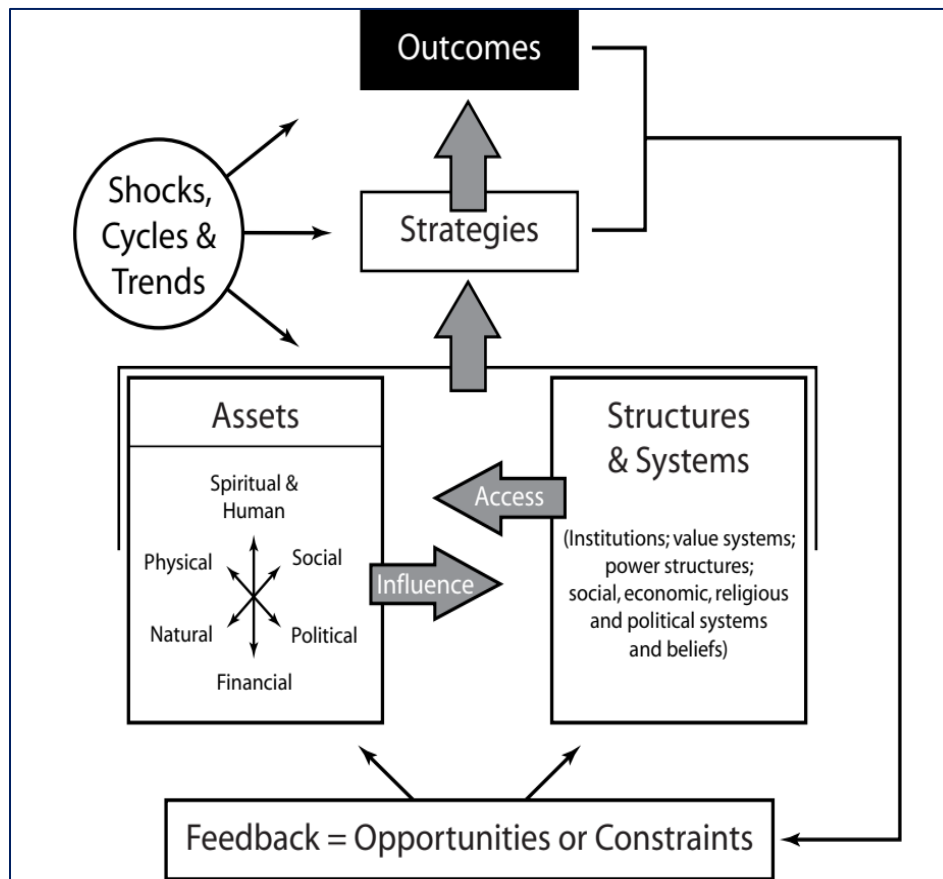 Outcomes
Shocks,
Cycles &
Trends
Strategies
Assets
Spiritual &
Human
Physical
Social
Natural
Political
Financial
Access
Influence
Structures
& Systems
(Institutions; value systems;
power structures;
social, economic, religious
and political systems
and beliefs)
Feedback = Opportunities or Constraints